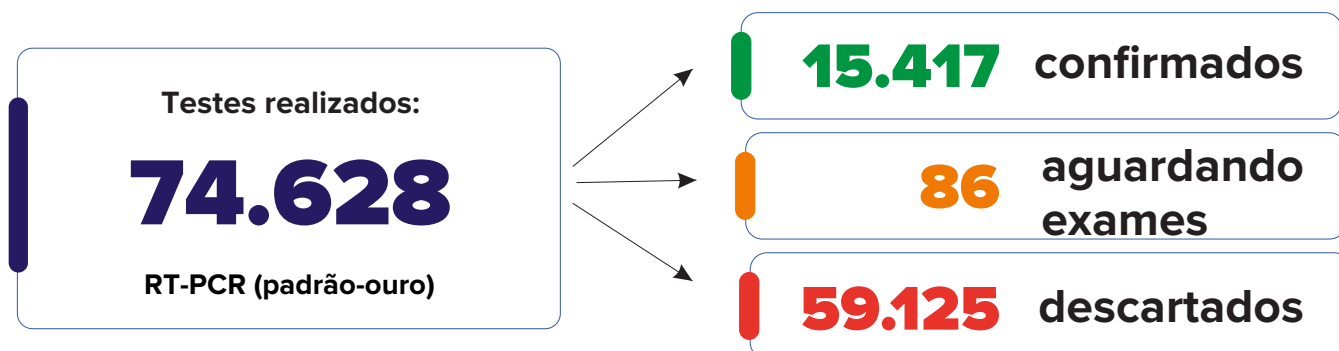 Testes realizados:
74.628
RT-PCR (padrão-ouro)
15.417 confirmados
86 aguardando
exames
59.125 descartados